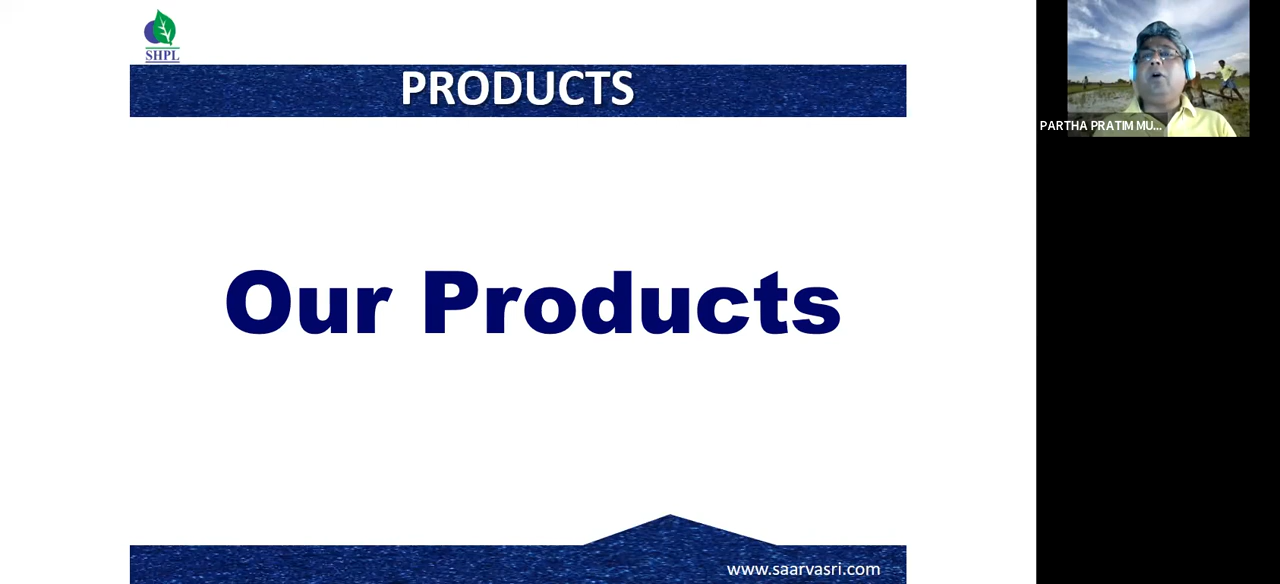 SHPL
PRODUCTS
PARTHA PRATIM MU...
Our Products
www.saarvasri.com